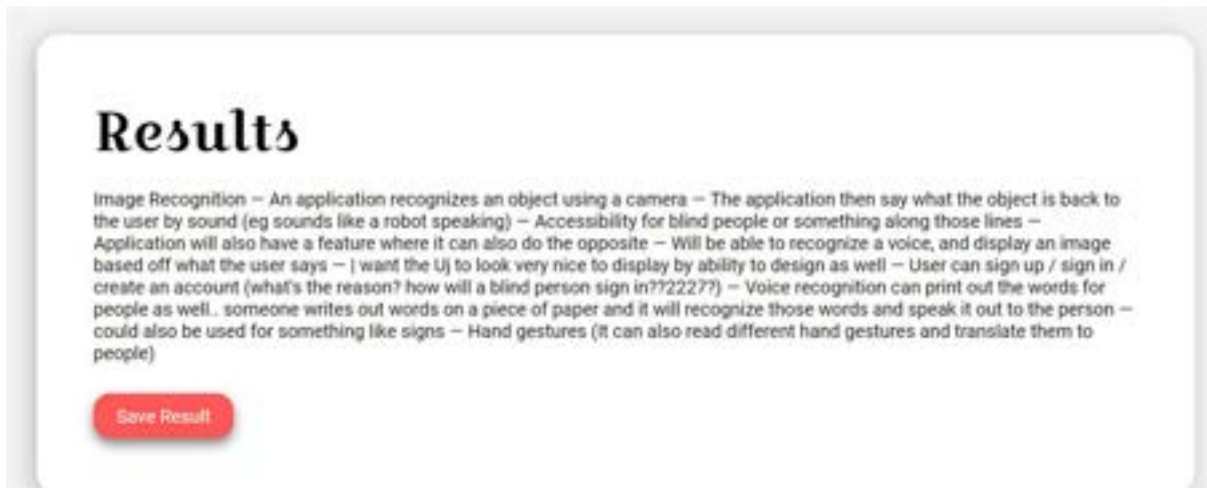 Results
Image Recognition — An application recognizes an object using a camera — The application then say what the object is back to
the user by sound (eg sounds like a robot speaking) — Accessibility for blind people or something along those lines —
Application will also have a feature where it can also do the opposite — Will be able to recognize a voice, and display an image
based off what the user says — | want the Uj to look very nice to display by ability to design as well — User can sign up / sign in /
create an account (what's the reason? how will a blind person sign in??2227?) — Voice recognition can print out the words for
people as well.. someone writes out words on a piece of paper and it will recognize those words and speak it out to the person —
could also be used for something like signs — Hand gestures (It can also read different hand gestures and translate them to
people)
Save Result